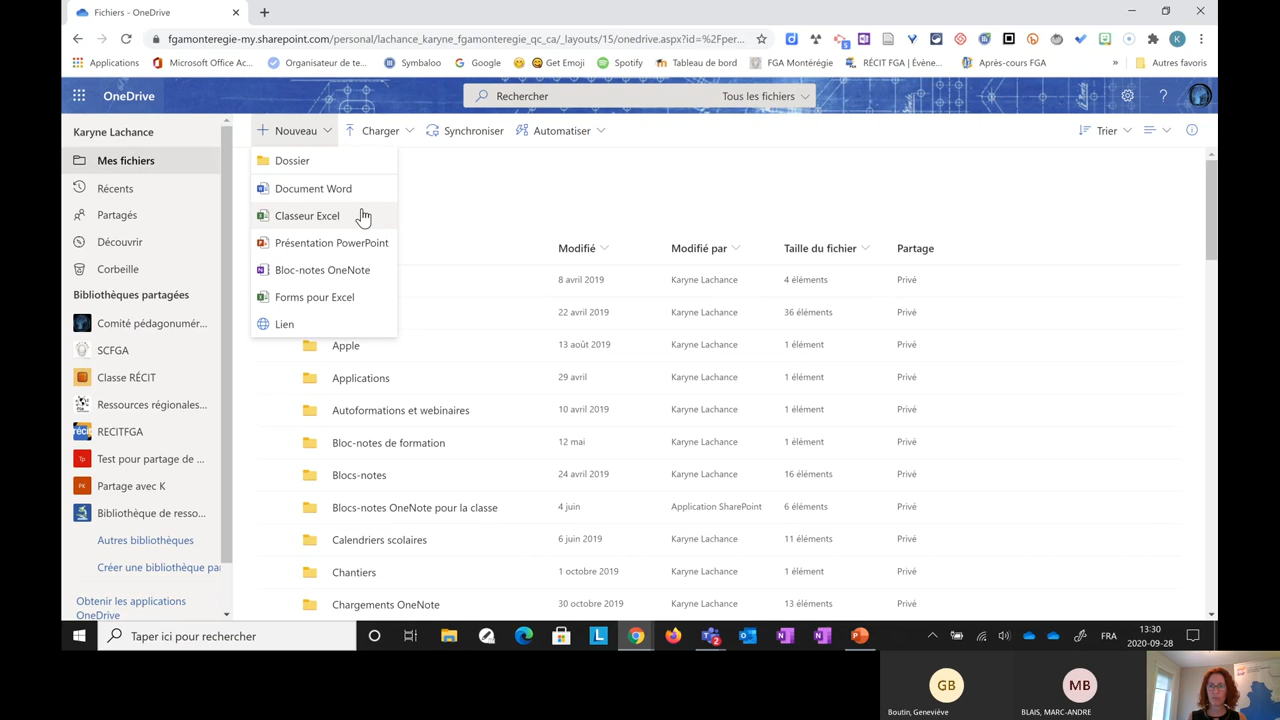 Fichiers - OneDrive
fgamonteregie-my.sharepoint.com/personal/lachance_karyne_fgamonteregie_qc_ca/_layouts/15/onedrive.aspx?id=%2Fper...
5
K
Applications
Microsoft Office Ac...
Organisateur de te...
Symbaloo
Google
Get Emoji
Spotify
Tableau de bord
FGA Montérégie
RÉCIT FGA | Évène...
Après-cours FGA
»
Autres favoris
OneDrive
Rechercher
Tous les fichiers
?
Karyne Lachance
Nouveau
Charger
Synchroniser
Automatiser
Trier
Mes fichiers
Récents
Partagés
Découvrir
Corbeille
Bibliothèques partagées
Comité pédagonumér...
SCFGA
Classe RÉCIT
Ressources régionales...
RECITFGA
Tp Test pour partage de ...
PK Partage avec K
Bibliothèque de resso...
Autres bibliothèques
Créer une bibliothèque par
Obtenir les applications
OneDrive
Dossier
Document Word
Classeur Excel
Présentation PowerPoint
Bloc-notes OneNote
Forms pour Excel
Lien
Modifié
Modifié par
Taille du fichier
Partage
8 avril 2019 Karyne Lachance 4 éléments Privé
22 avril 2019 Karyne Lachance 36 éléments Privé
Apple 13 août 2019 Karyne Lachance 1 élément Privé
Applications 29 avril Karyne Lachance 1 élément Privé
Autoformations et webinaires 10 avril 2019 Karyne Lachance 1 élément Privé
Bloc-notes de formation 12 mai Karyne Lachance 1 élément Privé
Blocs-notes 24 avril 2019 Karyne Lachance 16 éléments Privé
Blocs-notes OneNote pour la classe 4 juin Application SharePoint 6 éléments Privé
Calendriers scolaires 6 juin 2019 Karyne Lachance 11 éléments Privé
Chantiers 1 octobre 2019 Karyne Lachance 1 élément Privé
Chargements OneNote 30 octobre 2019 Karyne Lachance 13 éléments Privé
Taper ici pour rechercher
L
2
FRA
13:30
2020-09-28
GB
Boutin, Geneviève
MB
BLAIS, MARC-ANDRE